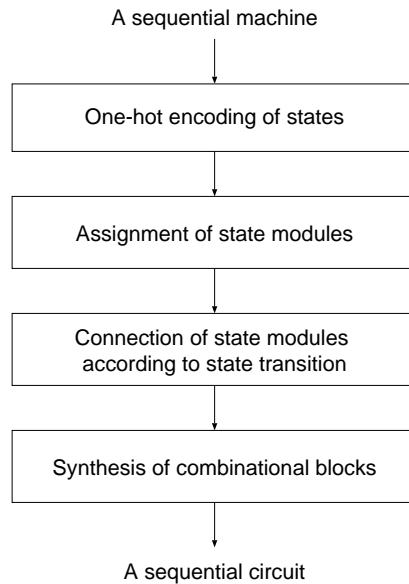 A sequential machine
One-hot encoding of states
Assignment of state modules
Connection of state modules
according to state transition
Synthesis of combinational blocks
A sequential circuit